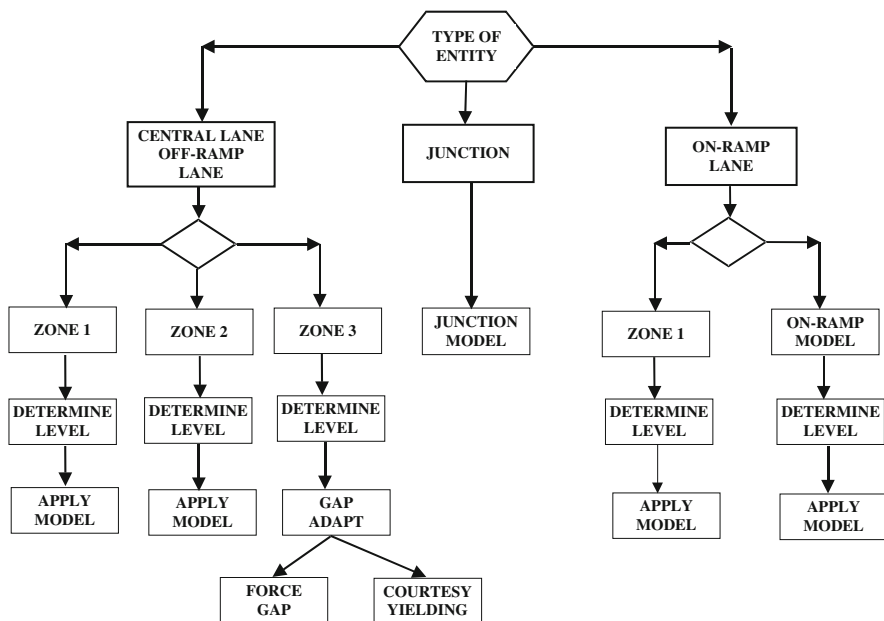 TYPE OF
ENTITY
CENTRAL LANE
OFF-RAMP
LANE
JUNCTION
ON-RAMP
LANE
ZONE 1
ZONE 2
ZONE 3
JUNCTION
MODEL
ZONE 1
ON-RAMP
MODEL
DETERMINE
LEVEL
DETERMINE
LEVEL
DETERMINE
LEVEL
DETERMINE
LEVEL
DETERMINE
LEVEL
APPLY
MODEL
APPLY
MODEL
GAP
ADAPT
APPLY
MODEL
APPLY
MODEL
FORCE
GAP
COURTESY
YIELDING